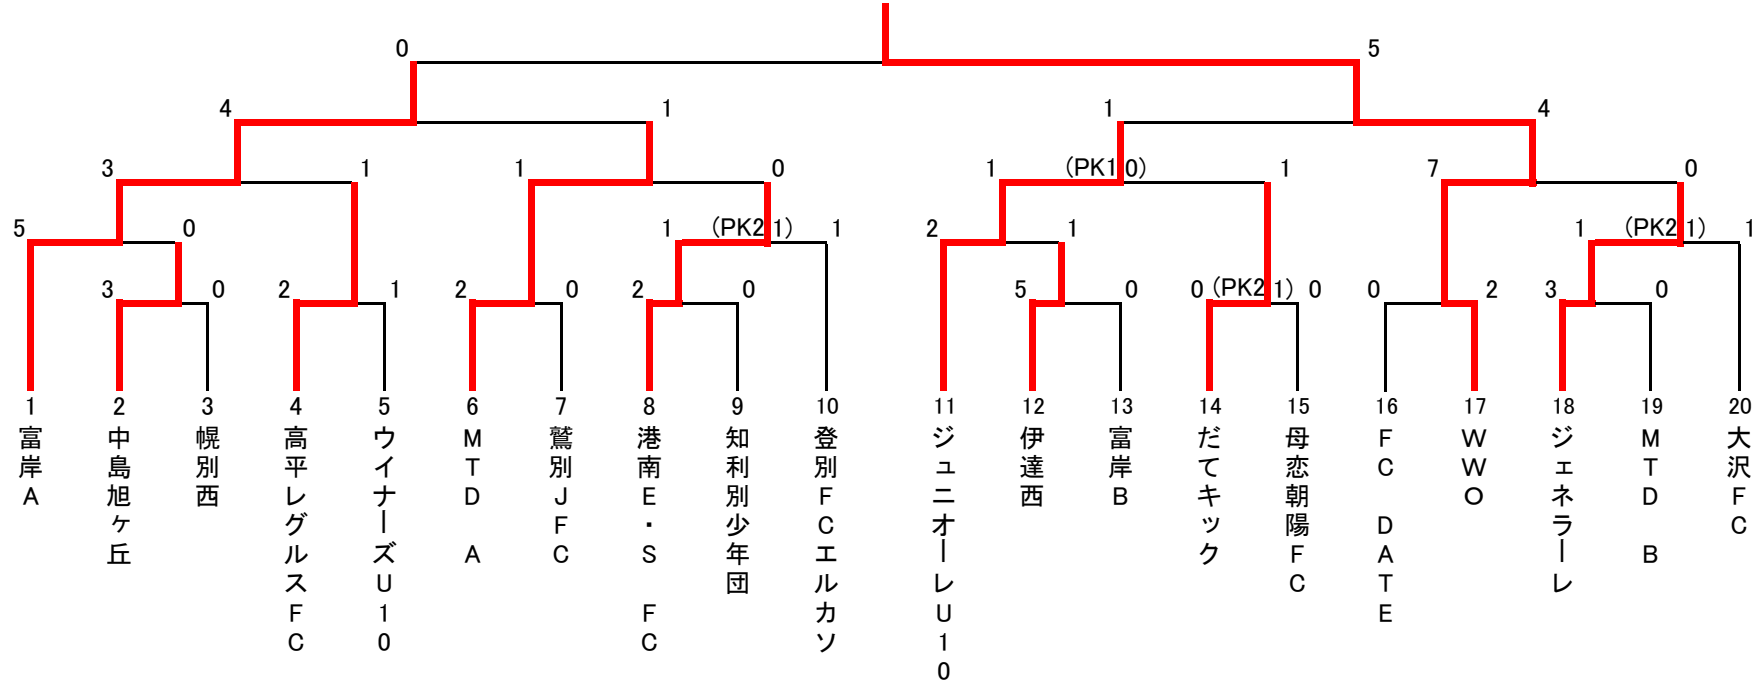 0 5
4 1 1 4
3 1 1 0 1 (PK1 0) 1 7 0
5 0 1 (PK2 1) 1 2 1 1 (PK2 1) 1
3 0 2 1 2 0 2 0 5 0 0 (PK2 1) 0 0 2 3 0
1 2 3 4 5 6 7 8 9 10 11 12 13 14 15 16 17 18 19 20
富岸A
中島旭ヶ丘
幌別西
高平レグルスFC
ウイナーズU10
MTD A
鷲別JFC
港南E・S FC
知利別少年団
登別FCエルカソ
ジュニオーレU10
伊達西
富岸B
だてキック
母恋朝陽FC
FC DATE
WWO
ジェネラーレ
MTD B
大沢FC